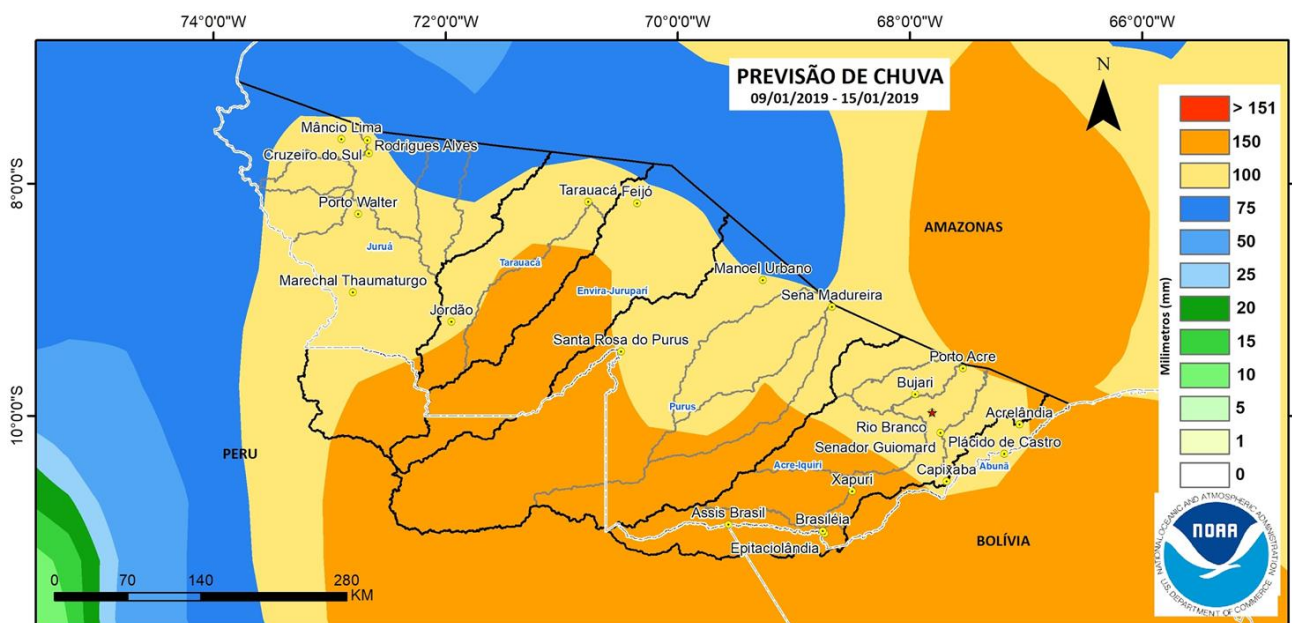 74°0'0"W
72°0'0"W
70°0'0"W
68°0'0"W
66°0'0"W
PREVISÃO DE CHUVA
09/01/2019 - 15/01/2019
N
> 151
150
100
75
50
25
20
15
10
5
1
0
Milímetros (mm)
8°0'0"S
10°0'0"S
Mâncio Lima
Rodrigues Alves
Cruzeiro do Sul
Porto Walter
Juruá
Marechal Thaumaturgo
Jordão
Tarauacá
Feijó
Tarauacá
Envira-Jurupari
Santa Rosa do Purus
Manoel Urbano
Sena Madureira
Purus
AMAZONAS
Porto Acre
Bujari
Rio Branco
Acrelândia
Senador Guiomard
Plácido de Castro
Capixaba
Abunã
Acre-Iquiri
Xapuri
Assis Brasil
Brasiléia
Epitaciolândia
PERU
BOLÍVIA
0 70 140 280
KM
NATIONAL OCEANIC AND ATMOSPHERIC ADMINISTRATION
NOAA
U.S. DEPARTMENT OF COMMERCE